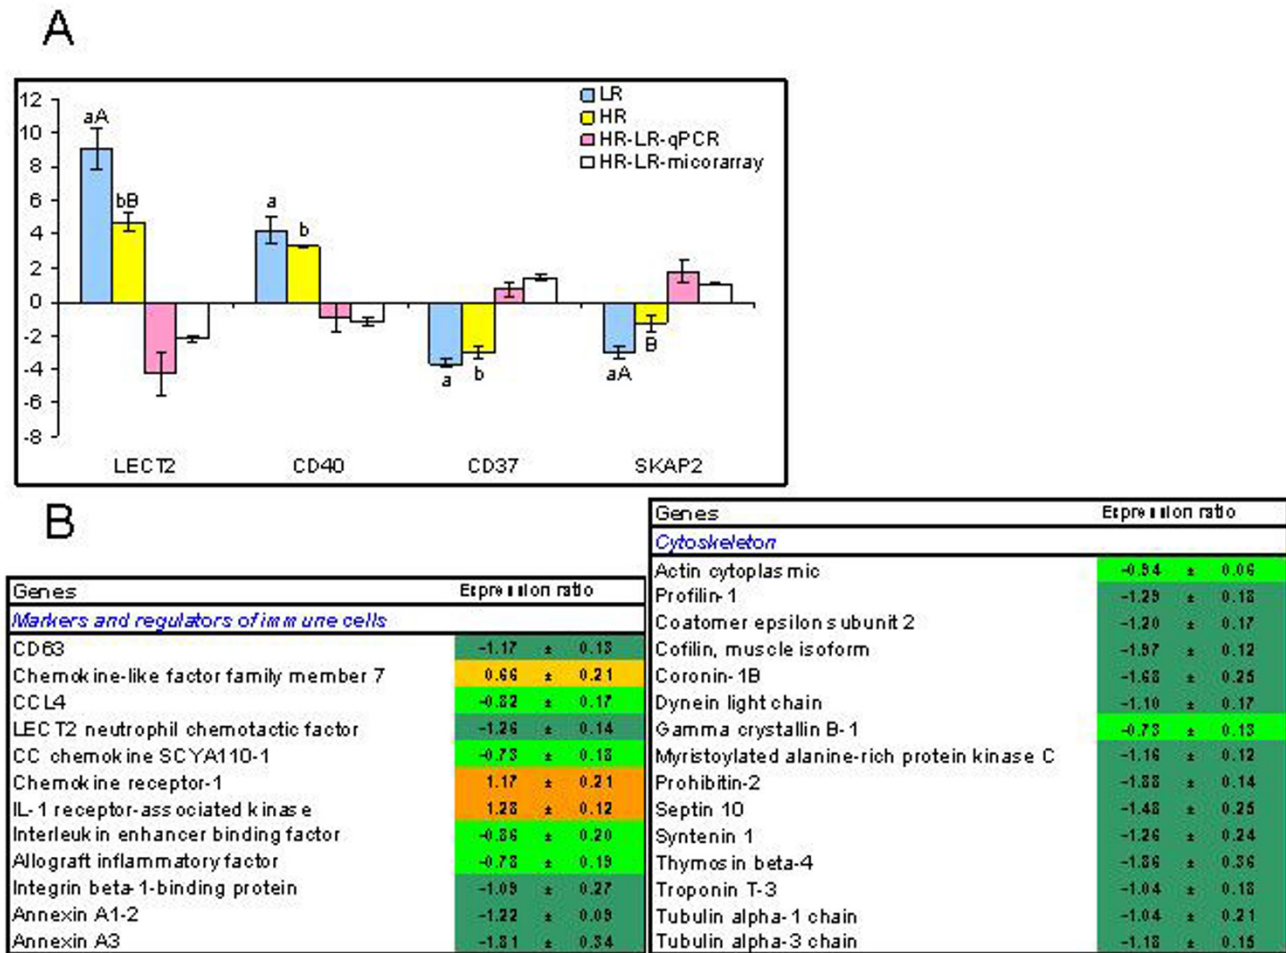 A
12
10
8
6
4
2
0
-2
-4
-6
-8
aA
bB
a
b
a
b
aA
B
LR
HR
HR-LR-qPCR
HR-LR-micorarray
LECT2 CD40 CD37 SKAP2
B
Genes Expression ratio
Markers and regulators of immune cells
CD63 -1.17 ± 0.13
Chemokine-like factor family member 7 0.66 ± 0.21
CCL4 -0.82 ± 0.17
LECT2 neutrophil chemotactic factor -1.26 ± 0.14
CC chemokine SCYA110-1 -0.73 ± 0.18
Chemokine receptor-1 1.17 ± 0.21
IL-1 receptor-associated kinase 1.28 ± 0.12
Interleukin enhancer binding factor -0.86 ± 0.20
Allograft inflammatory factor -0.78 ± 0.19
Integrin beta-1-binding protein -1.09 ± 0.27
Annexin A1-2 -1.22 ± 0.09
Annexin A3 -1.81 ± 0.34
Genes Expression ratio
Cytoskeleton
Actin cytoplasmic -0.94 ± 0.06
Profilin-1 -1.29 ± 0.18
Coatomer epsilon subunit 2 -1.20 ± 0.17
Cofilin, muscle isoform -1.97 ± 0.12
Coronin-1B -1.68 ± 0.25
Dynein light chain -1.10 ± 0.17
Gamma crystallin B-1 -0.73 ± 0.13
Myristoylated alanine-rich protein kinase C -1.16 ± 0.12
Prohibitin-2 -1.88 ± 0.14
Septin 10 -1.48 ± 0.25
Syntenin 1 -1.26 ± 0.24
Thymosin beta-4 -1.86 ± 0.36
Troponin T-3 -1.04 ± 0.18
Tubulin alpha-1 chain -1.04 ± 0.21
Tubulin alpha-3 chain -1.18 ± 0.15